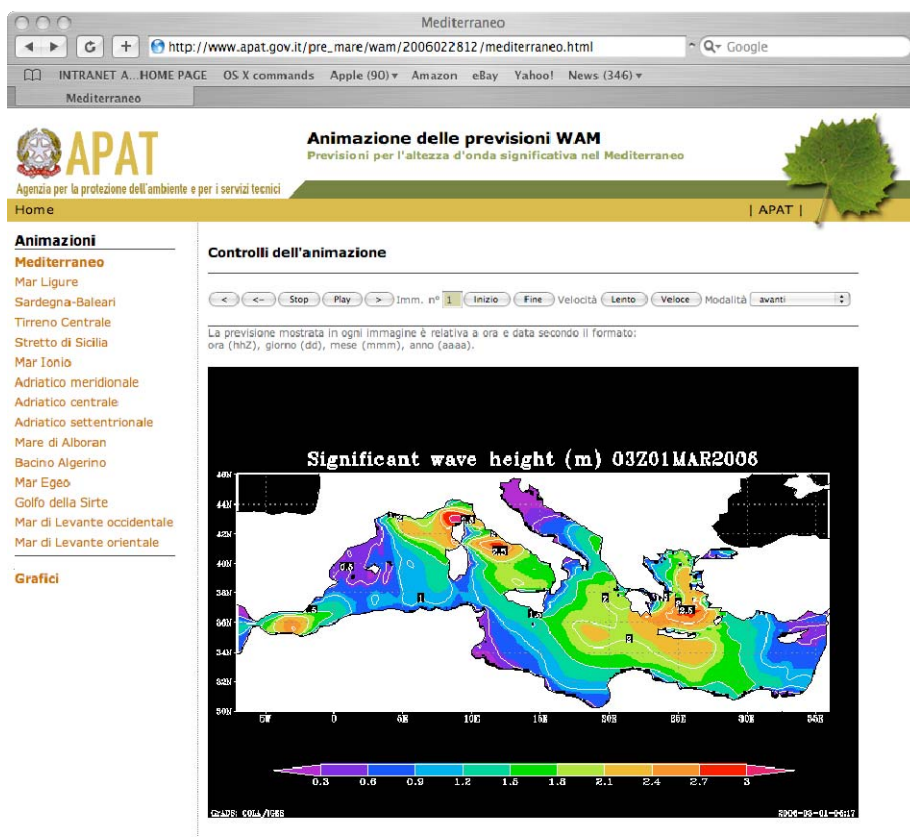 Mediterraneo
http://www.apat.gov.it/pre_mare/wam/2006022812/mediterraneo.html
Google
INTRANET A...HOME PAGE OS X commands Apple (90) Amazon eBay Yahoo! News (346)
Mediterraneo
APAT
Agenzia per la protezione dell'ambiente e per i servizi tecnici
Animazione delle previsioni WAM
Previsioni per l'altezza d'onda significativa nel Mediterraneo
Home
| APAT |
Animazioni
Mediterraneo
Mar Ligure
Sardegna-Baleari
Tirreno Centrale
Stretto di Sicilia
Mar Ionio
Adriatico meridionale
Adriatico centrale
Adriatico settentrionale
Mare di Alboran
Bacino Algerino
Mar Egeo
Golfo della Sirte
Mar di Levante occidentale
Mar di Levante orientale
Grafici
Controlli dell'animazione
< <- Stop Play > Imm. n° 1 Inizio Fine Velocità Lento Veloce Modalità avanti
La previsione mostrata in ogni immagine è relativa a ora e data secondo il formato:
ora (hhZ), giorno (dd), mese (mmm), anno (aaaa).
Significant wave height (m) 03Z01MAR2006
46N
44N
42N
40N
38N
36N
34N
32N
30N
5W 0 5E 10E 15E 20E 25E 30E 35E
0.3 0.6 0.9 1.2 1.5 1.8 2.1 2.4 2.7 3
GrADS: COLA/IGES
2006-03-01-06:17